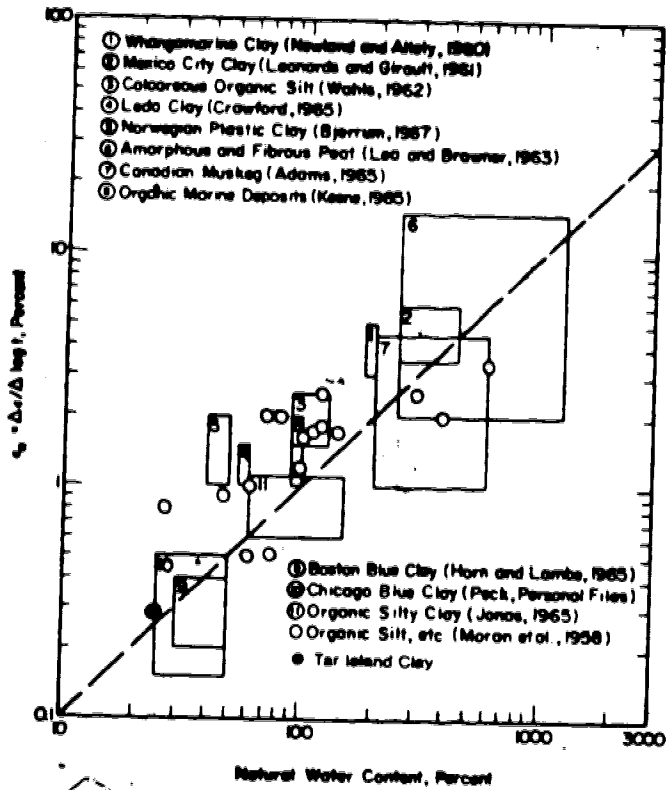 100
① Whangamarino Clay (Newland and Allely, 1960)
② Mexico City Clay (Leonards and Girault, 1961)
③ Calcareous Organic Silt (Wahls, 1962)
④ Leda Clay (Crawford, 1965)
⑤ Norwegian Plastic Clay (Bjerrum, 1967)
⑥ Amorphous and Fibrous Peat (Lea and Browner, 1963)
⑦ Canadian Muskeg (Adams, 1965)
⑧ Organic Marine Deposits (Keene, 1965)
6
10
2
7
3
5
1
11
⑨ Boston Blue Clay (Horn and Lambe, 1965)
⑩ Chicago Blue Clay (Peck, Personal Files)
⑪ Organic Silty Clay (Jonas, 1965)
○ Organic Silt, etc (Moran et al., 1958)
● Tar Island Clay
0.1
10
100
1000
3000
Natural Water Content, Percent
= Δε/Δ log t, Percent